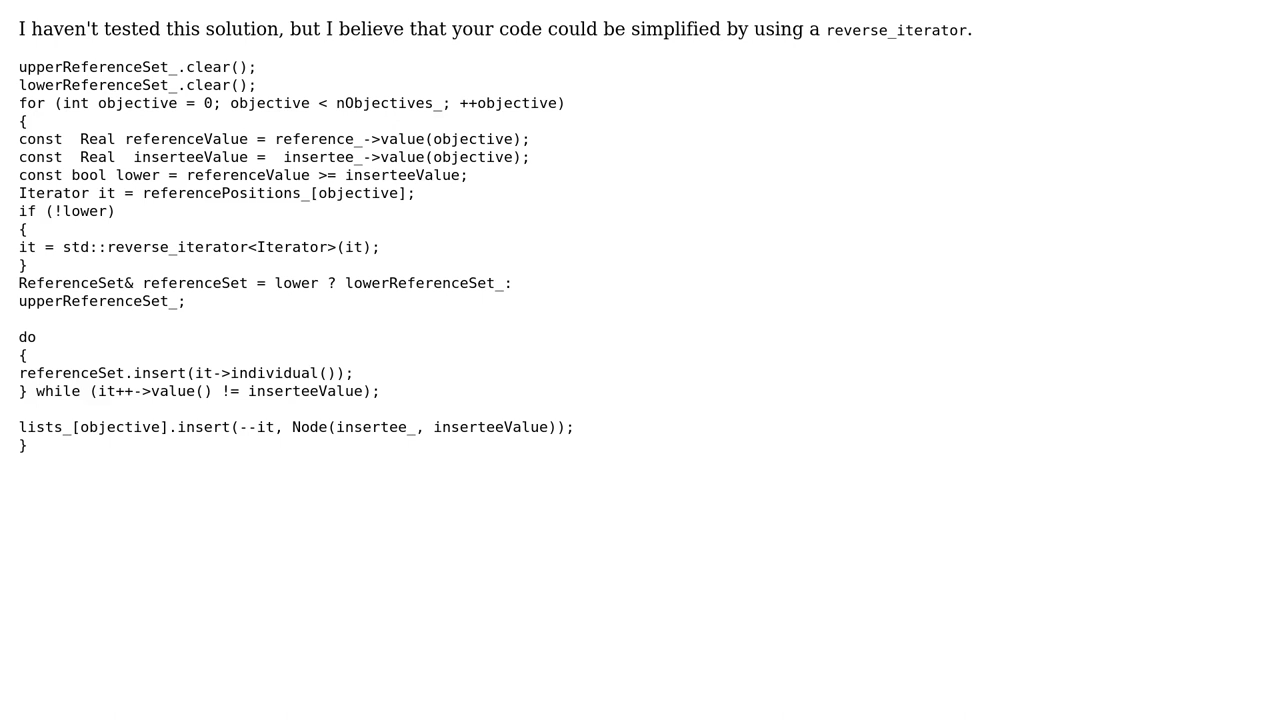 I haven't tested this solution, but I believe that your code could be simplified by using a reverse_iterator.
upperReferenceSet_.clear();
lowerReferenceSet_.clear();
for (int objective = 0; objective < nObjectives_; ++objective)
{
const  Real referenceValue = reference_->value(objective);
const  Real  inserteeValue =  insertee_->value(objective);
const bool lower = referenceValue >= inserteeValue;
Iterator it = referencePositions_[objective];
if (!lower)
{
it = std::reverse_iterator<Iterator>(it);
}
ReferenceSet& referenceSet = lower ? lowerReferenceSet_:
upperReferenceSet_;
do
{
referenceSet.insert(it->individual());
} while (it++->value() != inserteeValue);
lists_[objective].insert(--it, Node(insertee_, inserteeValue));
}